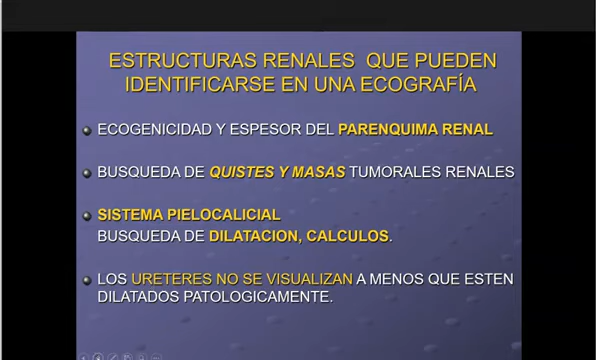 ESTRUCTURAS RENALES QUE PUEDEN
IDENTIFICARSE EN UNA ECOGRAFÍA
ECOGENICIDAD Y ESPESOR DEL PARENQUIMA RENAL
BUSQUEDA DE QUISTES Y MASAS TUMORALES RENALES
SISTEMA PIELOCALICIAL
BUSQUEDA DE DILATACION, CALCULOS.
LOS URETERES NO SE VISUALIZAN A MENOS QUE ESTEN
DILATADOS PATOLOGICAMENTE.